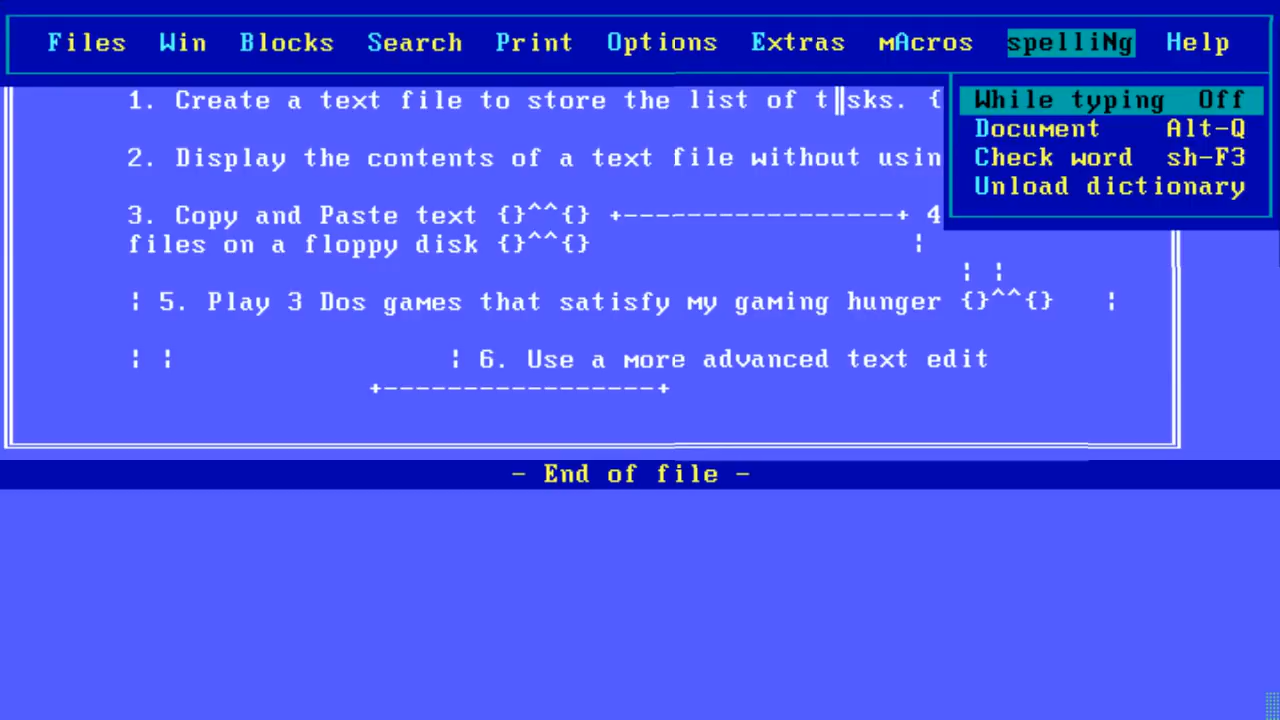 Files Win Blocks Search Print Options Extras mAcros spelliNg Help
While typing Off
Document Alt-Q
Check word sh-F3
Unload dictionary
1. Create a text file to store the list of t sks. {
2. Display the contents of a text file without usin
3. Copy and Paste text {}^^{} +-----------------+ 4
files on a floppy disk {}^^{} ¦
¦ ¦
¦ 5. Play 3 Dos games that satisfy my gaming hunger {}^^{} ¦
¦ ¦ ¦ 6. Use a more advanced text edit
+-----------------+
- End of file -